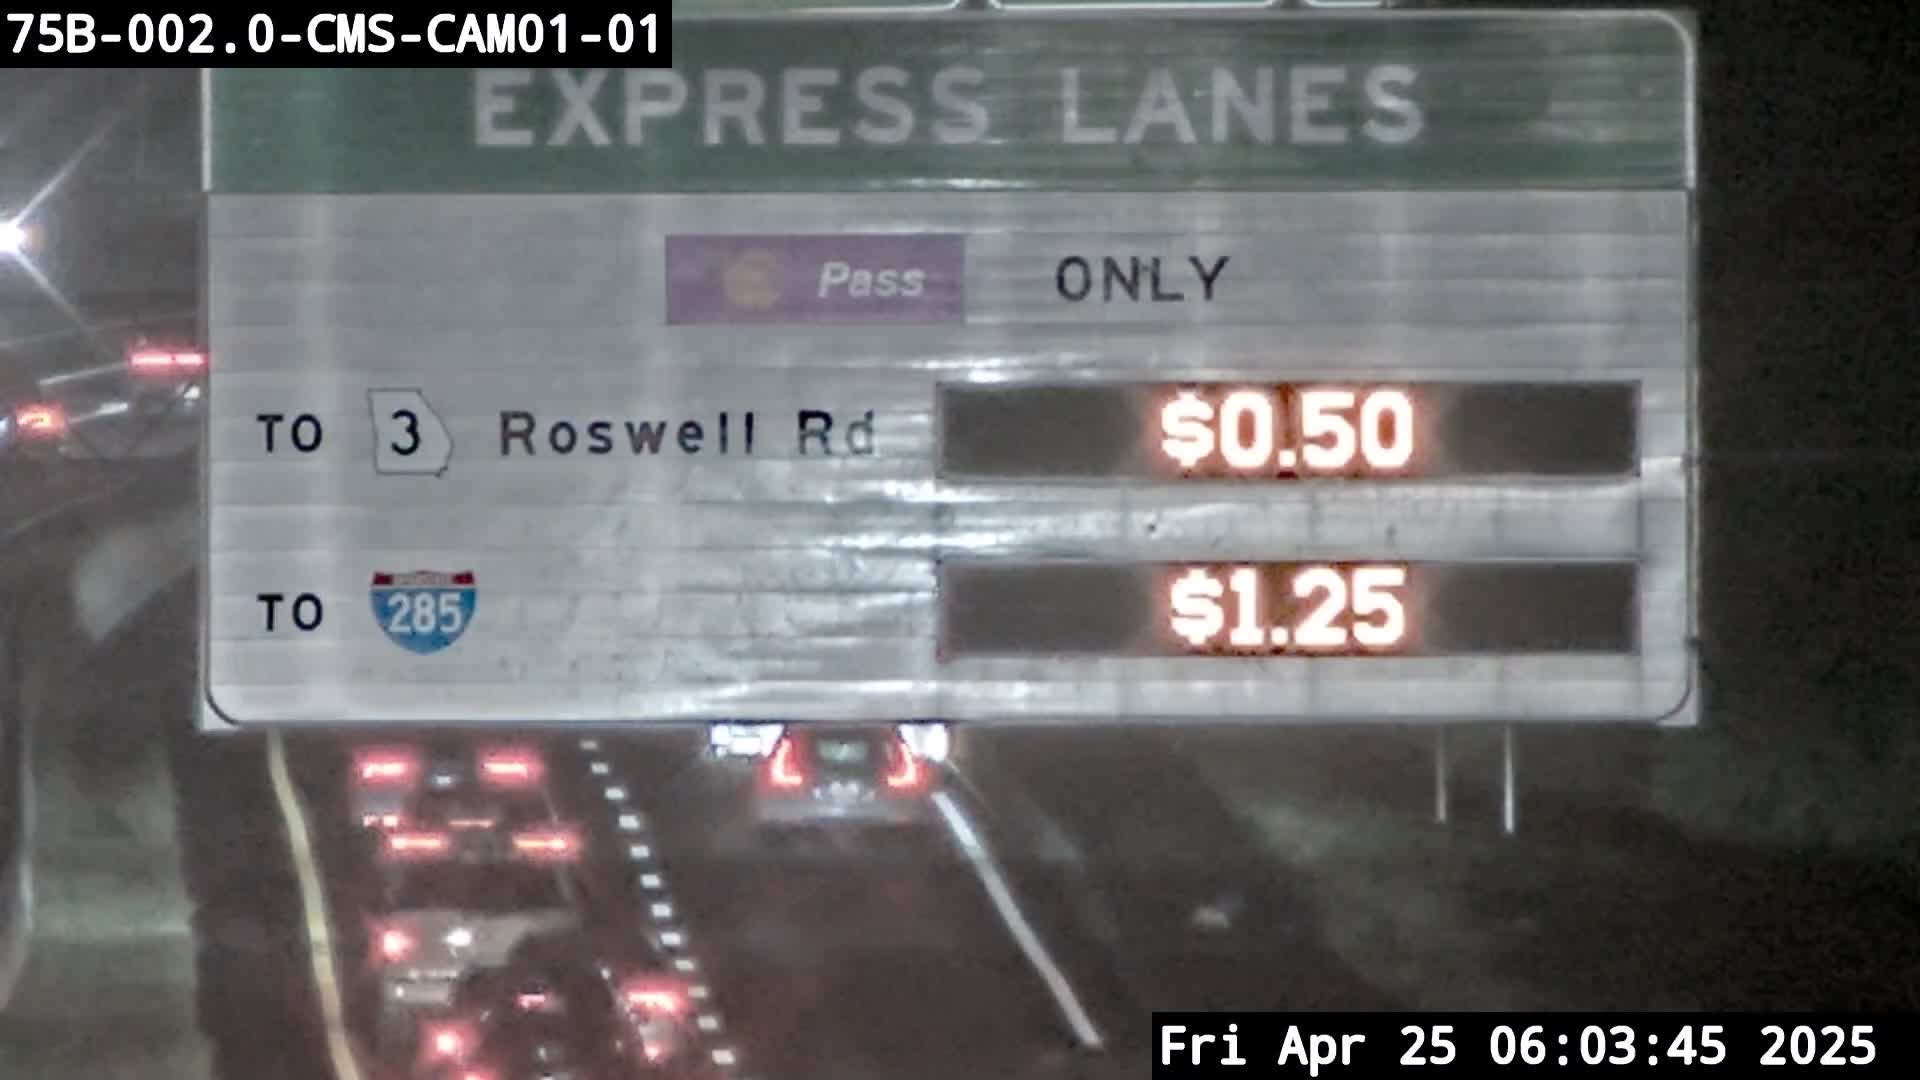 75B-002.0-CMS-CAM01-01
EXPRESS LANES
Pass ONLY
TO 3 Roswell Rd $0.50
TO 285 $1.25
Fri Apr 25 06:03:45 2025